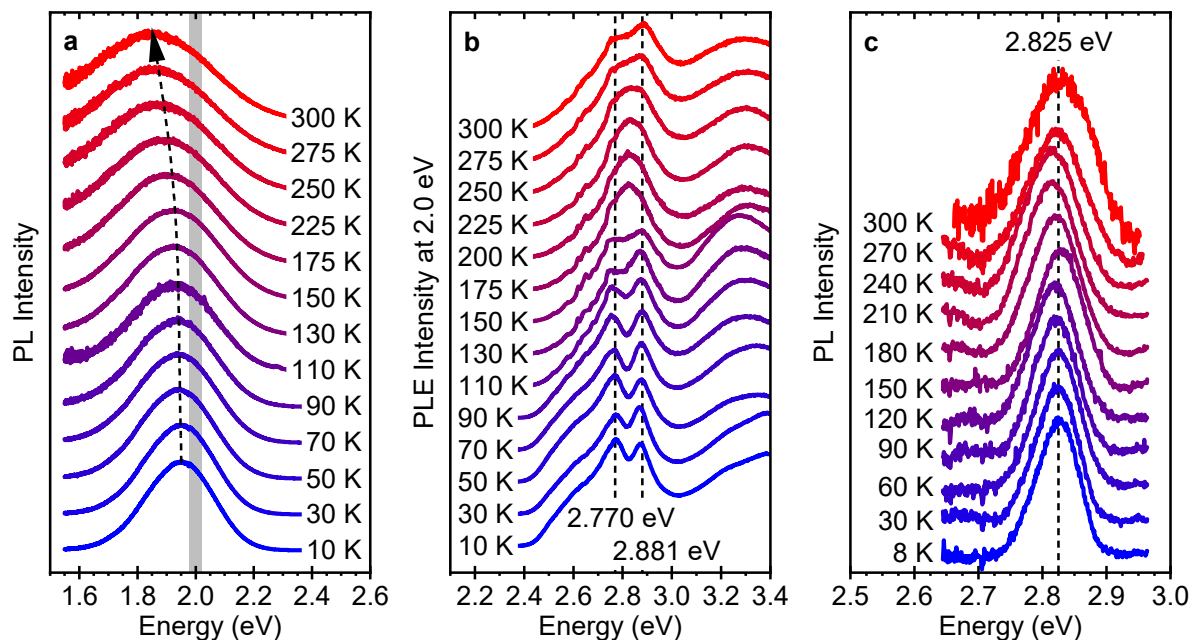 a
PL Intensity
300 K
275 K
250 K
225 K
175 K
150 K
130 K
110 K
90 K
70 K
50 K
30 K
10 K
1.6 1.8 2.0 2.2 2.4 2.6
Energy (eV)
b
PLE Intensity at 2.0 eV
300 K
275 K
250 K
225 K
200 K
175 K
150 K
130 K
110 K
90 K
70 K
50 K
30 K
10 K
2.770 eV
2.881 eV
2.2 2.4 2.6 2.8 3.0 3.2 3.4
Energy (eV)
c
2.825 eV
PL Intensity
300 K
270 K
240 K
210 K
180 K
150 K
120 K
90 K
60 K
30 K
8 K
2.5 2.6 2.7 2.8 2.9 3.0
Energy (eV)